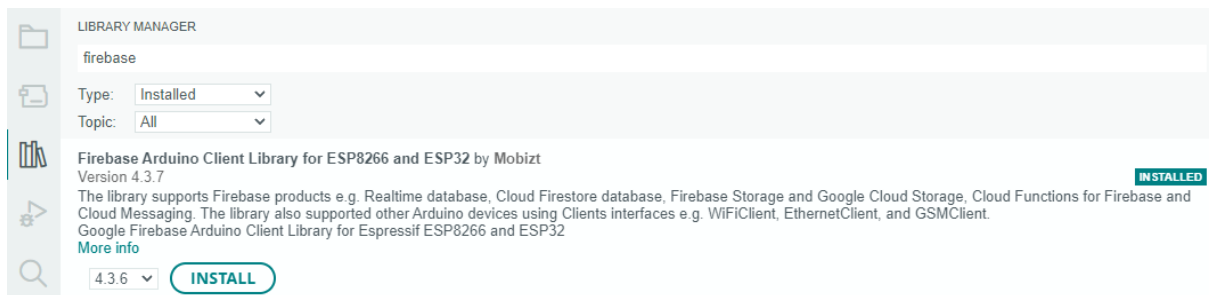 LIBRARY MANAGER
firebase
Type: Installed
Topic: All
Firebase Arduino Client Library for ESP8266 and ESP32 by Mobizt
Version 4.3.7
INSTALLED
The library supports Firebase products e.g. Realtime database, Cloud Firestore database, Firebase Storage and Google Cloud Storage, Cloud Functions for Firebase and
Cloud Messaging. The library also supported other Arduino devices using Clients interfaces e.g. WiFiClient, EthernetClient, and GSMClient.
Google Firebase Arduino Client Library for Espressif ESP8266 and ESP32
More info
4.3.6 INSTALL